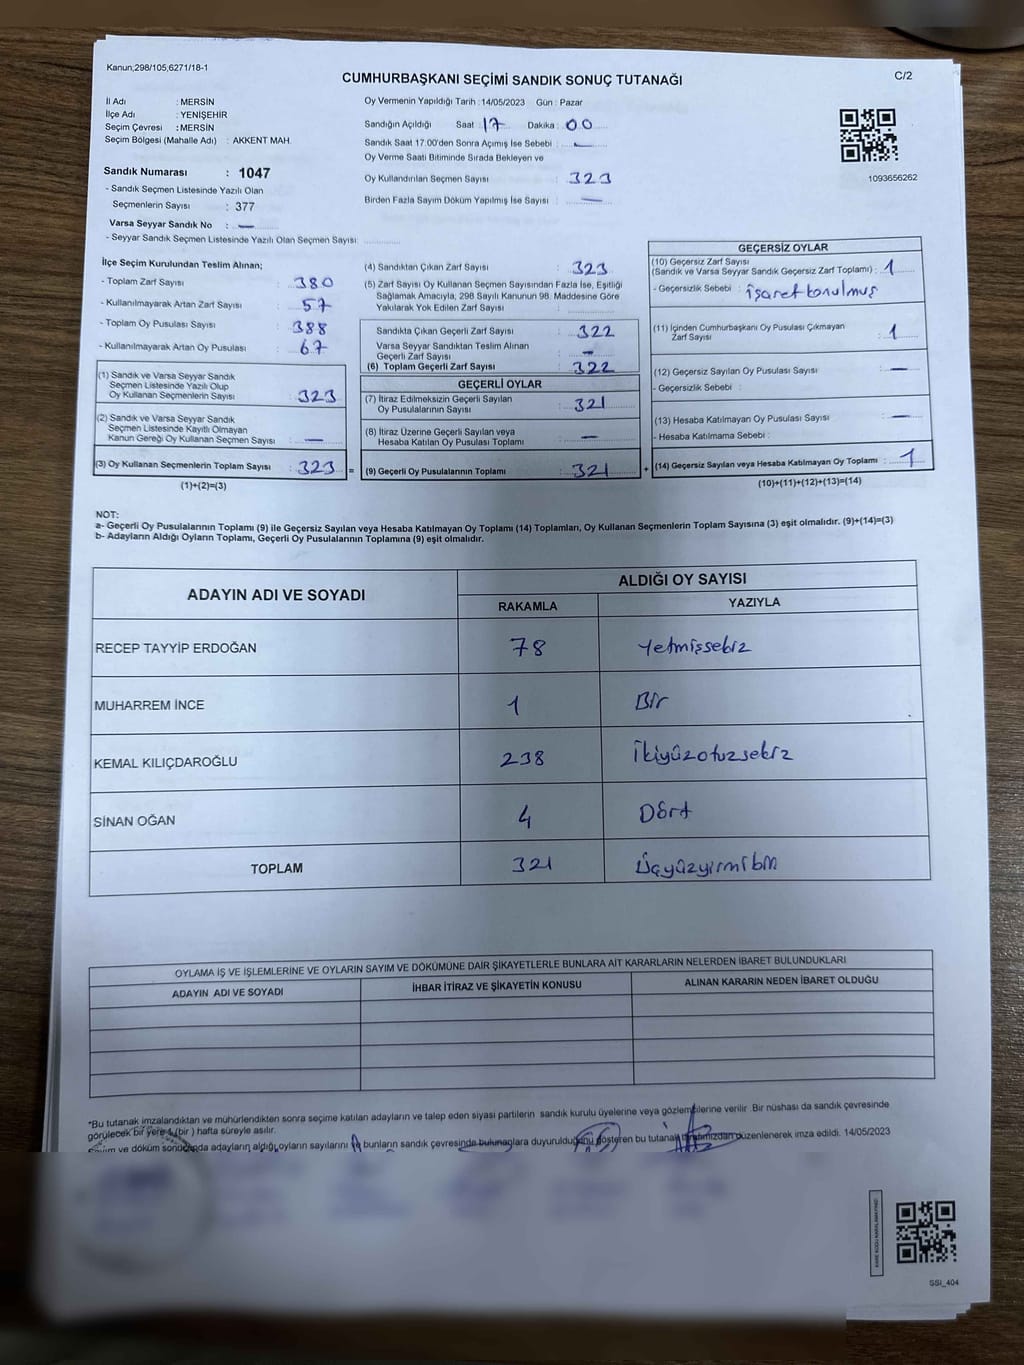 Kanun;298/105,6271/18-1
CUMHURBAŞKANI SEÇİMİ SANDIK SONUÇ TUTANAĞI
C/2
İl Adı : MERSİN
İlçe Adı : YENİŞEHİR
Seçim Çevresi : MERSİN
Seçim Bölgesi (Mahalle Adı) : AKKENT MAH.
Sandık Numarası : 1047
- Sandık Seçmen Listesinde Yazılı Olan
Seçmenlerin Sayısı : 377
Varsa Seyyar Sandık No : —
- Seyyar Sandık Seçmen Listesinde Yazılı Olan Seçmen Sayısı:
Oy Vermenin Yapıldığı Tarih : 14/05/2023 Gün : Pazar
Sandığın Açıldığı Saat : 17 Dakika : 00
Sandık Saat 17.00'den Sonra Açımış İse Sebebi : —
Oy Verme Saati Bitiminde Sırada Bekleyen ve
Oy Kullandırılan Seçmen Sayısı : 323
Birden Fazla Sayım Döküm Yapılmış İse Sayısı : —
1093656262
İlçe Seçim Kurulundan Teslim Alınan;
- Toplam Zarf Sayısı : 380
- Kullanılmayarak Artan Zarf Sayısı : 57
- Toplam Oy Pusulası Sayısı : 388
- Kullanılmayarak Artan Oy Pusulası : 67
(1) Sandık ve Varsa Seyyar Sandık
Seçmen Listesinde Yazılı Olup
Oy Kullanan Seçmenlerin Sayısı : 323
(2) Sandık ve Varsa Seyyar Sandık
Seçmen Listesinde Kayıtlı Olmayan
Kanun Gereği Oy Kullanan Seçmen Sayısı : —
(3) Oy Kullanan Seçmenlerin Toplam Sayısı : 323 =
(1)+(2)=(3)
(4) Sandıktan Çıkan Zarf Sayısı : 323
(5) Zarf Sayısı Oy Kullanan Seçmen Sayısından Fazla İse, Eşitliği
Sağlamak Amacıyla, 298 Sayılı Kanunun 98. Maddesine Göre
Yakılarak Yok Edilen Zarf Sayısı :
Sandıkta Çıkan Geçerli Zarf Sayısı : 322
Varsa Seyyar Sandıktan Teslim Alınan
Geçerli Zarf Sayısı : —
(6) Toplam Geçerli Zarf Sayısı : 322
GEÇERLİ OYLAR
(7) İtiraz Edilmeksizin Geçerli Sayılan
Oy Pusulalarının Sayısı : 321
(8) İtiraz Üzerine Geçerli Sayılan veya
Hesaba Katılan Oy Pusulası Toplamı : —
(9) Geçerli Oy Pusulalarının Toplamı : 321 +
GEÇERSİZ OYLAR
(10) Geçersiz Zarf Sayısı
(Sandık ve Varsa Seyyar Sandık Geçersiz Zarf Toplamı) : 1
- Geçersizlik Sebebi : işaret konulmuş
(11) İçinden Cumhurbaşkanı Oy Pusulası Çıkmayan
Zarf Sayısı : 1
(12) Geçersiz Sayılan Oy Pusulası Sayısı : —
- Geçersizlik Sebebi :
(13) Hesaba Katılmayan Oy Pusulası Sayısı : —
- Hesaba Katılmama Sebebi :
(14) Geçersiz Sayılan veya Hesaba Katılmayan Oy Toplamı : 1
(10)+(11)+(12)+(13)=(14)
NOT:
a- Geçerli Oy Pusulalarının Toplamı (9) ile Geçersiz Sayılan veya Hesaba Katılmayan Oy Toplamı (14) Toplamları, Oy Kullanan Seçmenlerin Toplam Sayısına (3) eşit olmalıdır. (9)+(14)=(3)
b- Adayların Aldığı Oyların Toplamı, Geçerli Oy Pusulalarının Toplamına (9) eşit olmalıdır.
ADAYIN ADI VE SOYADI
ALDIĞI OY SAYISI
RAKAMLA YAZIYLA
RECEP TAYYİP ERDOĞAN 78 Yetmişsekiz
MUHARREM İNCE 1 Bir
KEMAL KILIÇDAROĞLU 238 İkiyüzotuzsekiz
SİNAN OĞAN 4 Dört
TOPLAM 321 Üçyüzyirmibir
OYLAMA İŞ VE İŞLEMLERİNE VE OYLARIN SAYIM VE DÖKÜMÜNE DAİR ŞİKAYETLERLE BUNLARA AİT KARARLARIN NELERDEN İBARET BULUNDUKLARI
ADAYIN ADI VE SOYADI İHBAR İTİRAZ VE ŞİKAYETİN KONUSU ALINAN KARARIN NEDEN İBARET OLDUĞU
*Bu tutanak imzalandıktan ve mühürlendikten sonra seçime katılan adayların ve talep eden siyasi partilerin sandık kurulu üyelerine veya gözlemcilerine verilir. Bir nüshası da sandık çevresinde
görülecek bir yere 1 (bir) hafta süreyle asılır.
Sayım ve döküm sonucunda adayların aldığı oyların sayılarını ve bunların sandık çevresinde bulunanlara duyurulduğunu gösteren bu tutanak tarafımızdan düzenlenerek imza edildi. 14/05/2023
SSİ_404